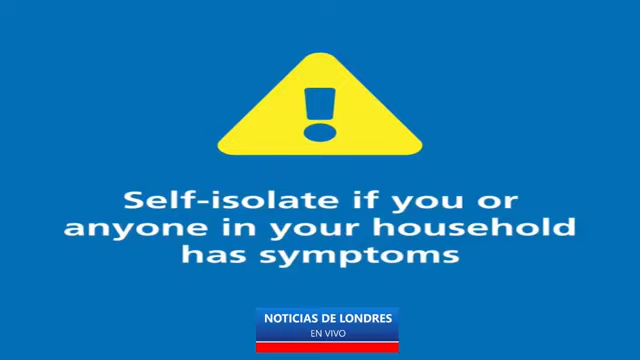 Self-isolate if you or
anyone in your household
has symptoms
NOTICIAS DE LONDRES
EN VIVO